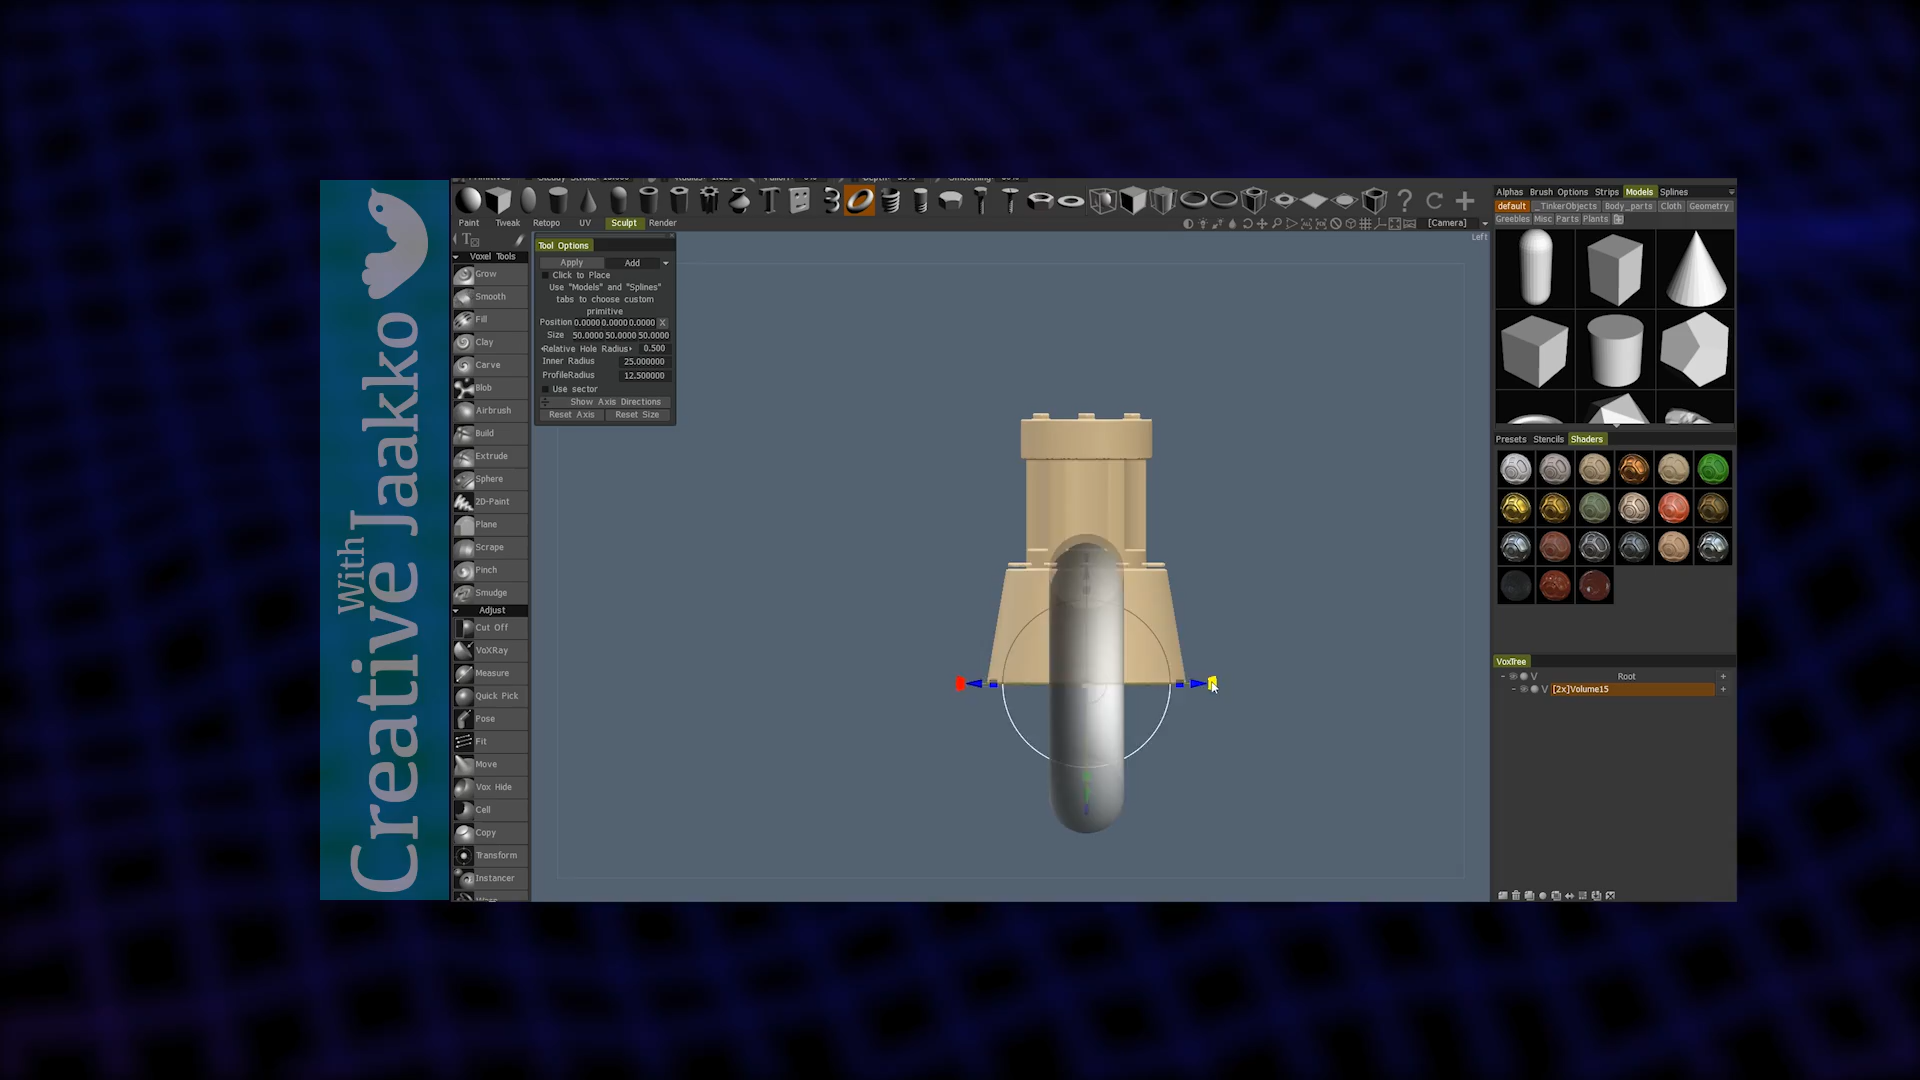 With
Creative Jaakko
Paint Tweak Retopo UV Sculpt Render
[Camera]
Left
Tool Options
Apply Add
Click to Place
Use "Models" and "Splines"
tabs to choose custom
primitive
Position 0.0000 0.0000 0.0000 X
Size 50.0000 50.0000 50.0000
Relative Hole Radius 0.500
Inner Radius 25.000000
ProfileRadius 12.500000
Use sector
Show Axis Directions
Reset Axis Reset Size
Voxel Tools
Grow
Smooth
Fill
Clay
Carve
Blob
Airbrush
Build
Extrude
Sphere
2D-Paint
Plane
Scrape
Pinch
Smudge
Adjust
Cut Off
VoXRay
Measure
Quick Pick
Pose
Fit
Move
Vox Hide
Cell
Copy
Transform
Instancer
Alphas Brush Options Strips Models Splines
default _TinkerObjects Body_parts Cloth Geometry
Greebles Misc Parts Plants
Presets Stencils Shaders
VoxTree
V Root +
V [2x]Volume15 +